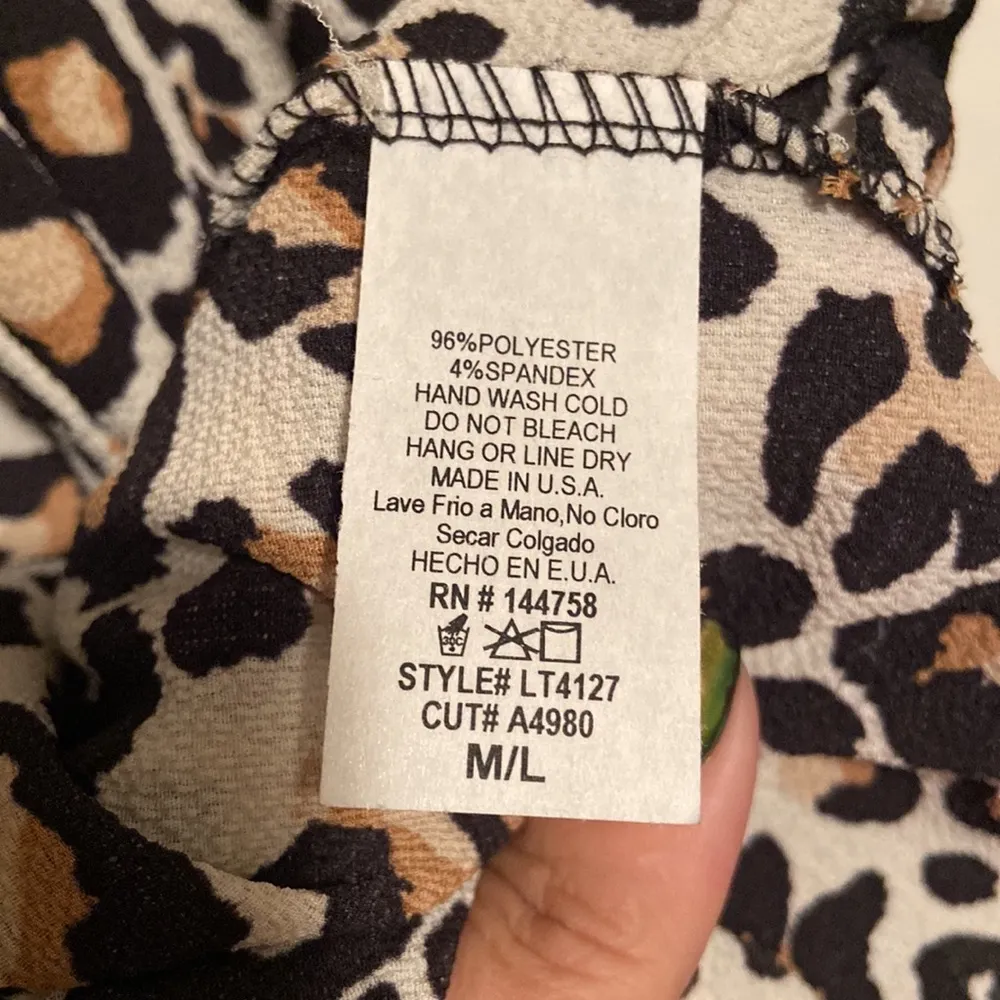 96%POLYESTER
4%SPANDEX
HAND WASH COLD
DO NOT BLEACH
HANG OR LINE DRY
MADE IN U.S.A.
Lave Frio a Mano,No Cloro
Secar Colgado
HECHO EN E.U.A.
RN # 144758
30C
STYLE# LT4127
CUT# A4980
M/L